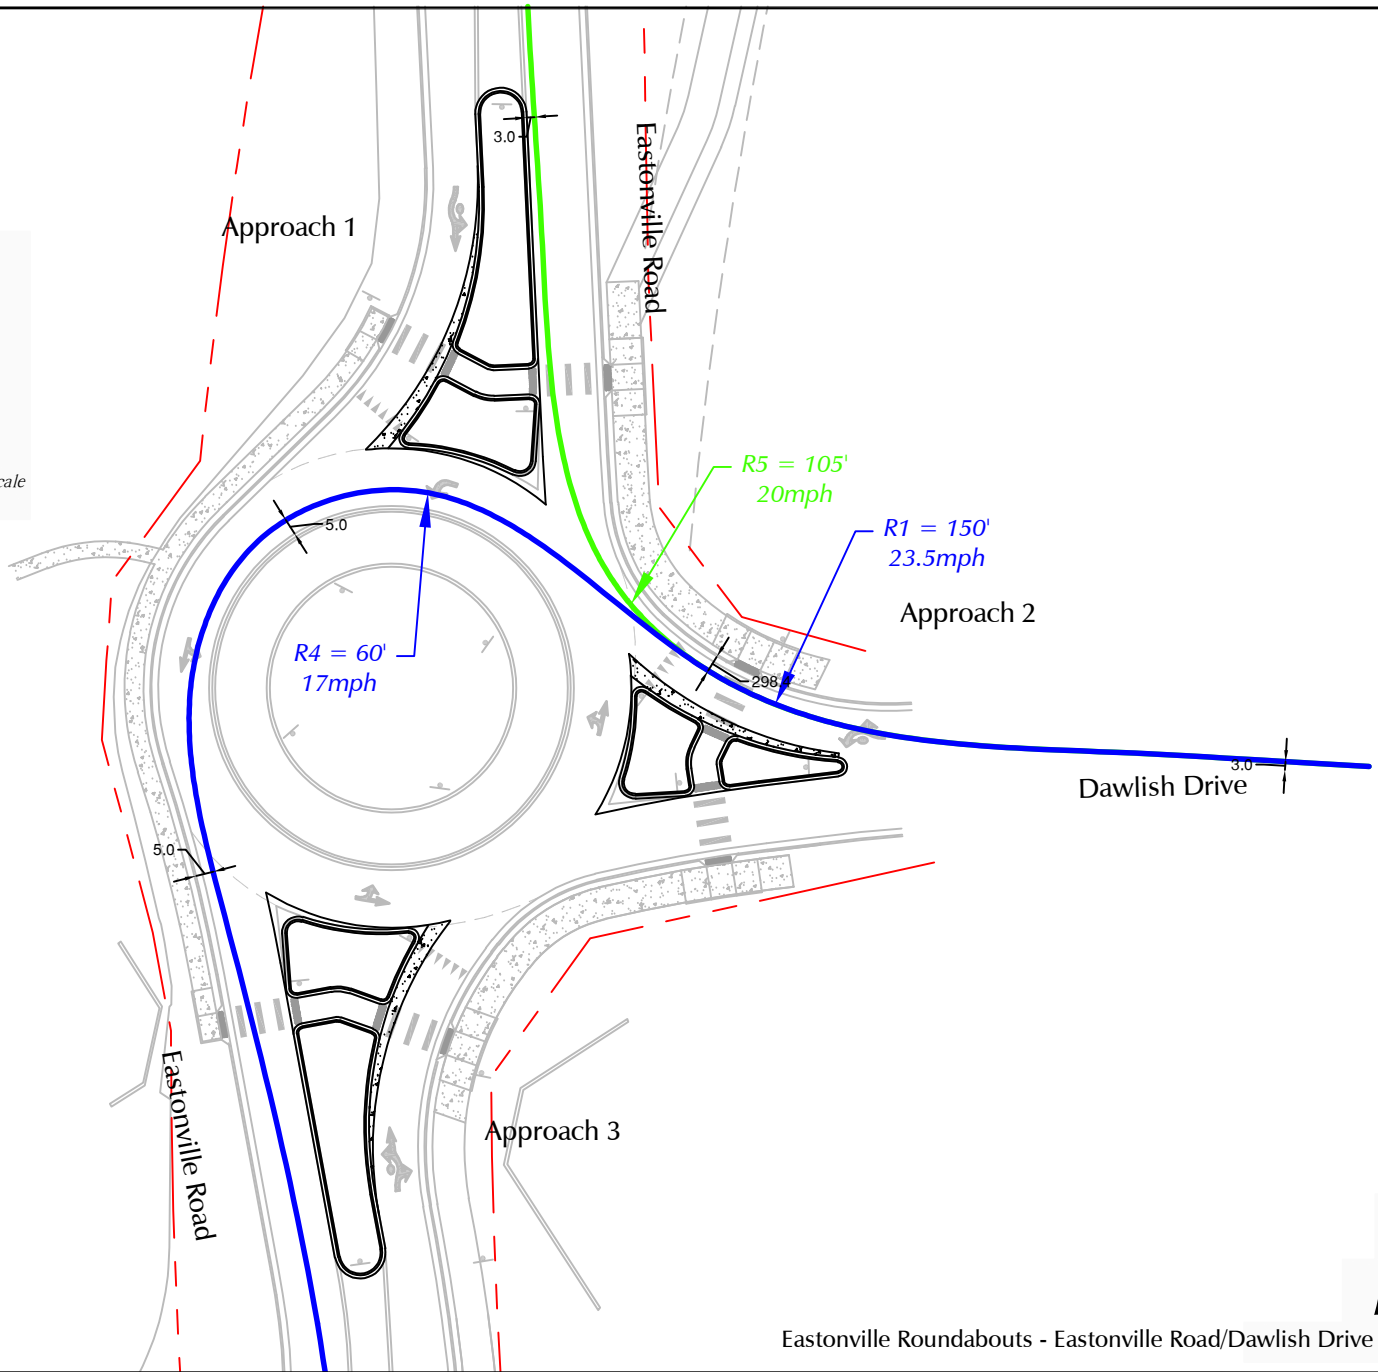 3.0
Eastonville Road
Approach 1
R5 = 105'
20mph
cale
5.0
R1 = 150'
23.5mph
Approach 2
R4 = 60'
17mph
3.0
Dawlish Drive
5.0
Eastonville Road
Approach 3
Eastonville Roundabouts - Eastonville Road/Dawlish Drive